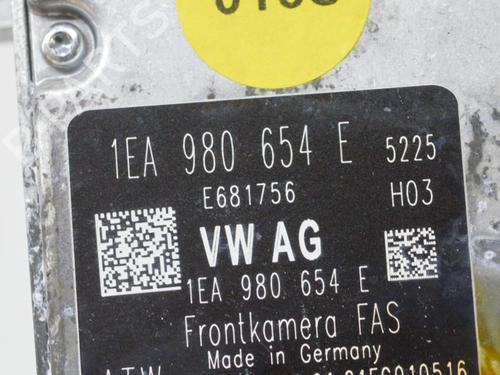 1EA 980 654 E 5225
E681756 H03
VW AG
1EA 980 654 E
Frontkamera FAS
Made in Germany